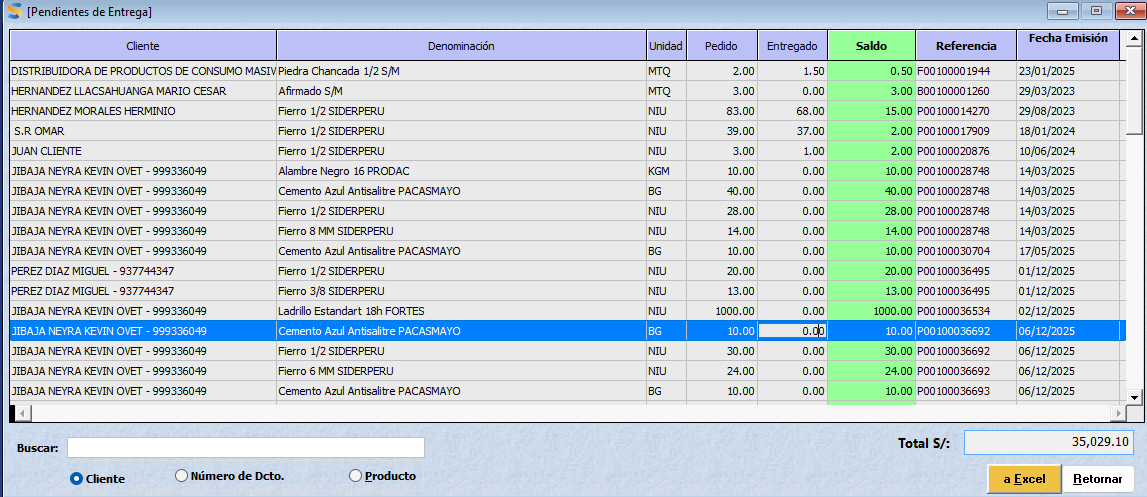 [Pendientes de Entrega]
Cliente Denominación Unidad Pedido Entregado Saldo Referencia Fecha Emisión
DISTRIBUIDORA DE PRODUCTOS DE CONSUMO MASIV Piedra Chancada 1/2 S/M MTQ 2.00 1.50 0.50 F00100001944 23/01/2025
HERNANDEZ LLACSAHUANGA MARIO CESAR Afirmado S/M MTQ 3.00 0.00 3.00 B00100001260 29/03/2023
HERNANDEZ MORALES HERMINIO Fierro 1/2 SIDERPERU NIU 83.00 68.00 15.00 P00100014270 29/08/2023
S.R OMAR Fierro 1/2 SIDERPERU NIU 39.00 37.00 2.00 P00100017909 18/01/2024
JUAN CLIENTE Fierro 1/2 SIDERPERU NIU 3.00 1.00 2.00 P00100020876 10/06/2024
JIBAJA NEYRA KEVIN OVET - 999336049 Alambre Negro 16 PRODAC KGM 10.00 0.00 10.00 P00100028748 14/03/2025
JIBAJA NEYRA KEVIN OVET - 999336049 Cemento Azul Antisalitre PACASMAYO BG 40.00 0.00 40.00 P00100028748 14/03/2025
JIBAJA NEYRA KEVIN OVET - 999336049 Fierro 1/2 SIDERPERU NIU 28.00 0.00 28.00 P00100028748 14/03/2025
JIBAJA NEYRA KEVIN OVET - 999336049 Fierro 8 MM SIDERPERU NIU 14.00 0.00 14.00 P00100028748 14/03/2025
JIBAJA NEYRA KEVIN OVET - 999336049 Cemento Azul Antisalitre PACASMAYO BG 10.00 0.00 10.00 P00100030704 17/05/2025
PEREZ DIAZ MIGUEL - 937744347 Fierro 1/2 SIDERPERU NIU 20.00 0.00 20.00 P00100036495 01/12/2025
PEREZ DIAZ MIGUEL - 937744347 Fierro 3/8 SIDERPERU NIU 13.00 0.00 13.00 P00100036495 01/12/2025
JIBAJA NEYRA KEVIN OVET - 999336049 Ladrillo Estandart 18h FORTES NIU 1000.00 0.00 1000.00 P00100036534 02/12/2025
JIBAJA NEYRA KEVIN OVET - 999336049 Cemento Azul Antisalitre PACASMAYO BG 10.00 0.00 10.00 P00100036692 06/12/2025
JIBAJA NEYRA KEVIN OVET - 999336049 Fierro 1/2 SIDERPERU NIU 30.00 0.00 30.00 P00100036692 06/12/2025
JIBAJA NEYRA KEVIN OVET - 999336049 Fierro 6 MM SIDERPERU NIU 24.00 0.00 24.00 P00100036692 06/12/2025
JIBAJA NEYRA KEVIN OVET - 999336049 Cemento Azul Antisalitre PACASMAYO BG 10.00 0.00 10.00 P00100036693 06/12/2025
Buscar: Total S/: 35,029.10
Cliente Número de Dcto. Producto a Excel Retornar